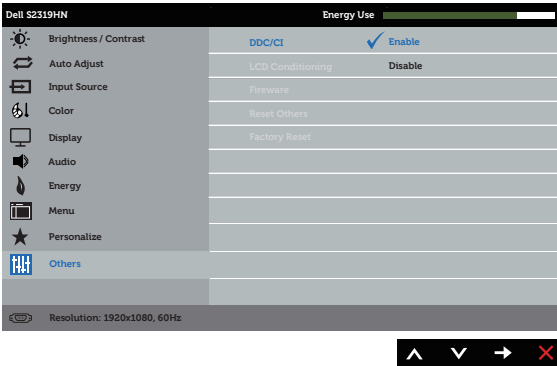 Dell S2319HN Energy Use
Brightness / Contrast DDC/CI Enable
Auto Adjust LCD Conditioning Disable
Input Source Fireware
Color Reset Others
Display Factory Reset
Audio
Energy
Menu
Personalize
Others
Resolution: 1920x1080, 60Hz